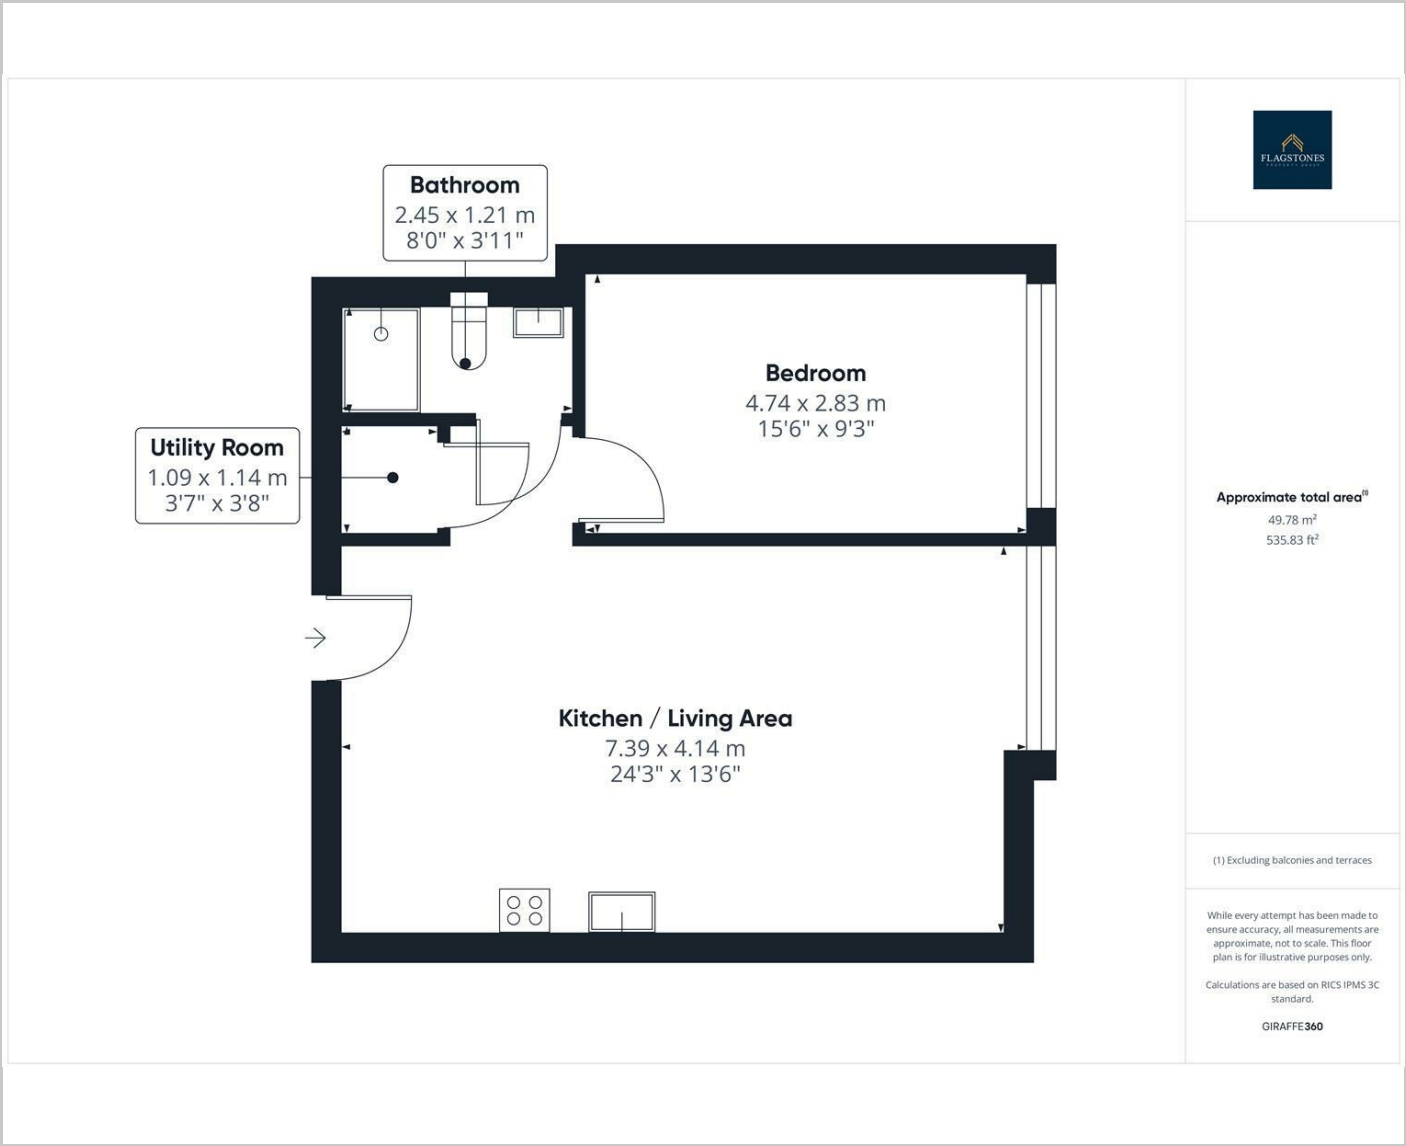 Bathroom
2.45 x 1.21 m
8'0" x 3'11"
Utility Room
1.09 x 1.14 m
3'7" x 3'8"
Bedroom
4.74 x 2.83 m
15'6" x 9'3"
Kitchen / Living Area
7.39 x 4.14 m
24'3" x 13'6"
FLAGSTONES
PROPERTY GROUP
Approximate total area(1)
49.78 m²
535.83 ft²
(1) Excluding balconies and terraces
While every attempt has been made to
ensure accuracy, all measurements are
approximate, not to scale. This floor
plan is for illustrative purposes only.
Calculations are based on RICS IPMS 3C
standard.
GIRAFFE360